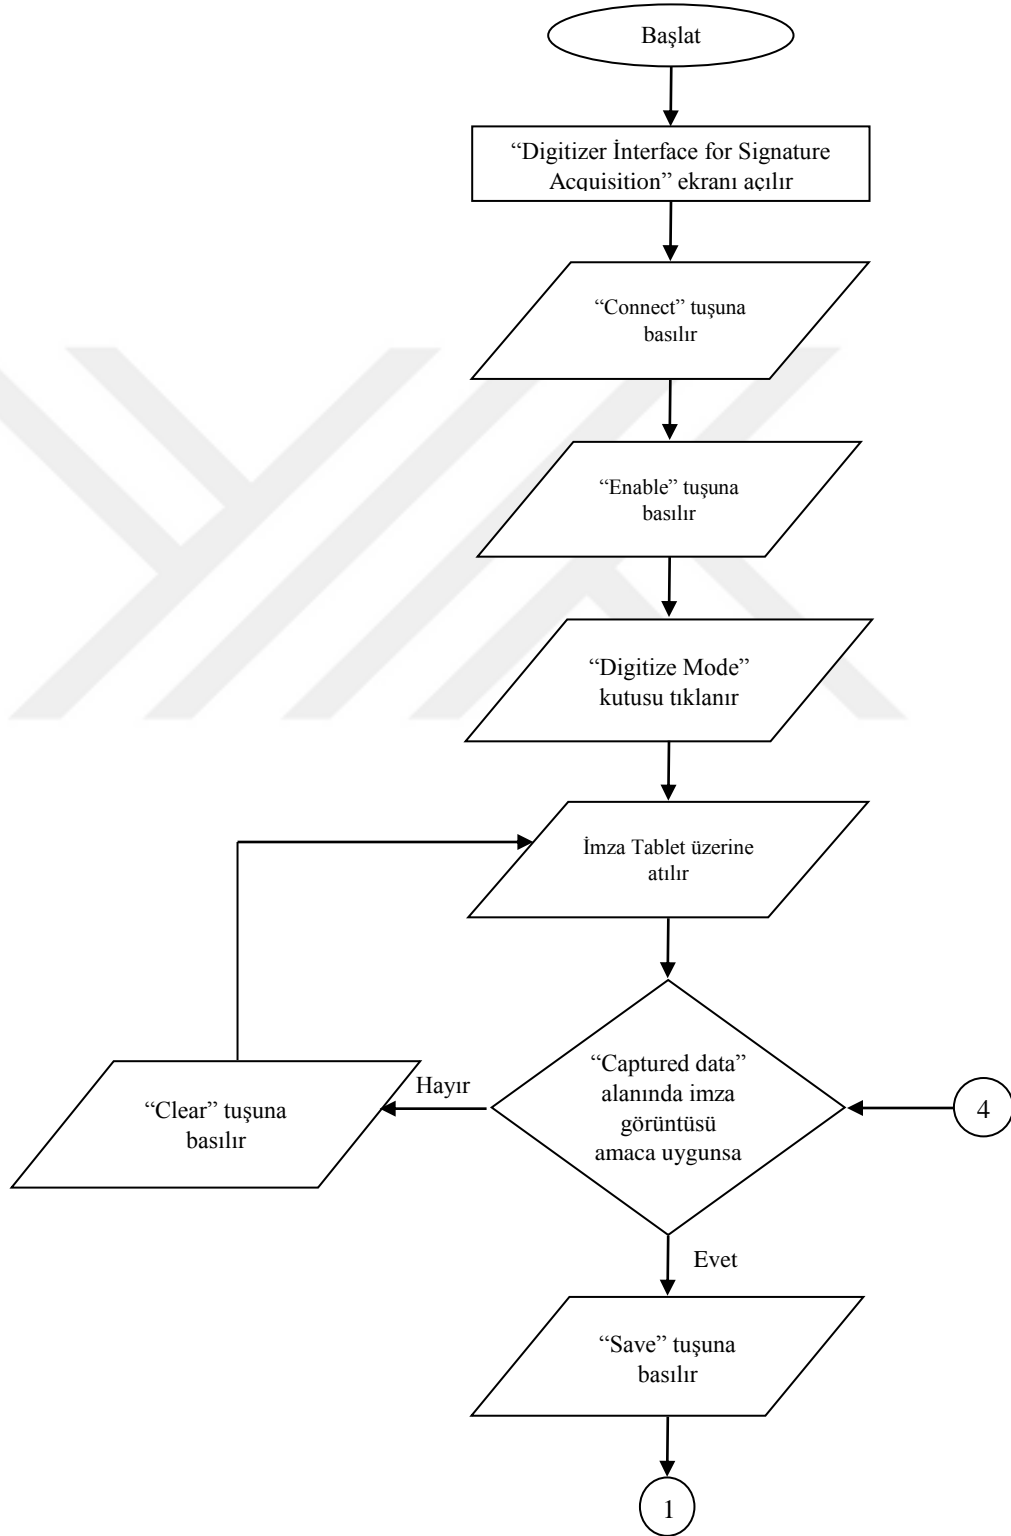 Başlat
“Digitizer İnterface for Signature
Acquisition” ekranı açılır
“Connect” tuşuna
basılır
“Enable” tuşuna
basılır
“Digitize Mode”
kutusu tıklanır
İmza Tablet üzerine
atılır
“Captured data”
alanında imza
görüntüsü
amaca uygunsa
Hayır
“Clear” tuşuna
basılır
4
Evet
“Save” tuşuna
basılır
1